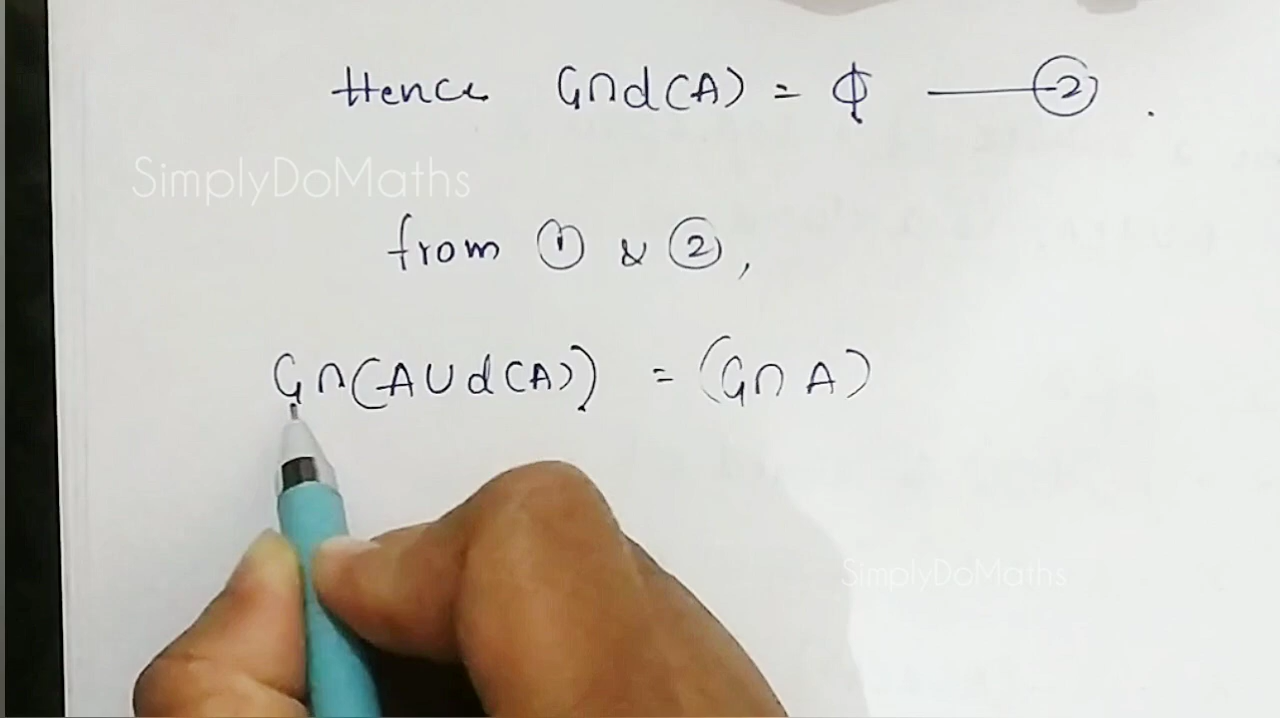 Hence G∩d(A) = ϕ —— ②
SimplyDoMaths
from ① & ②,
G∩(A∪d(A)) = (G∩A)
SimplyDoMaths